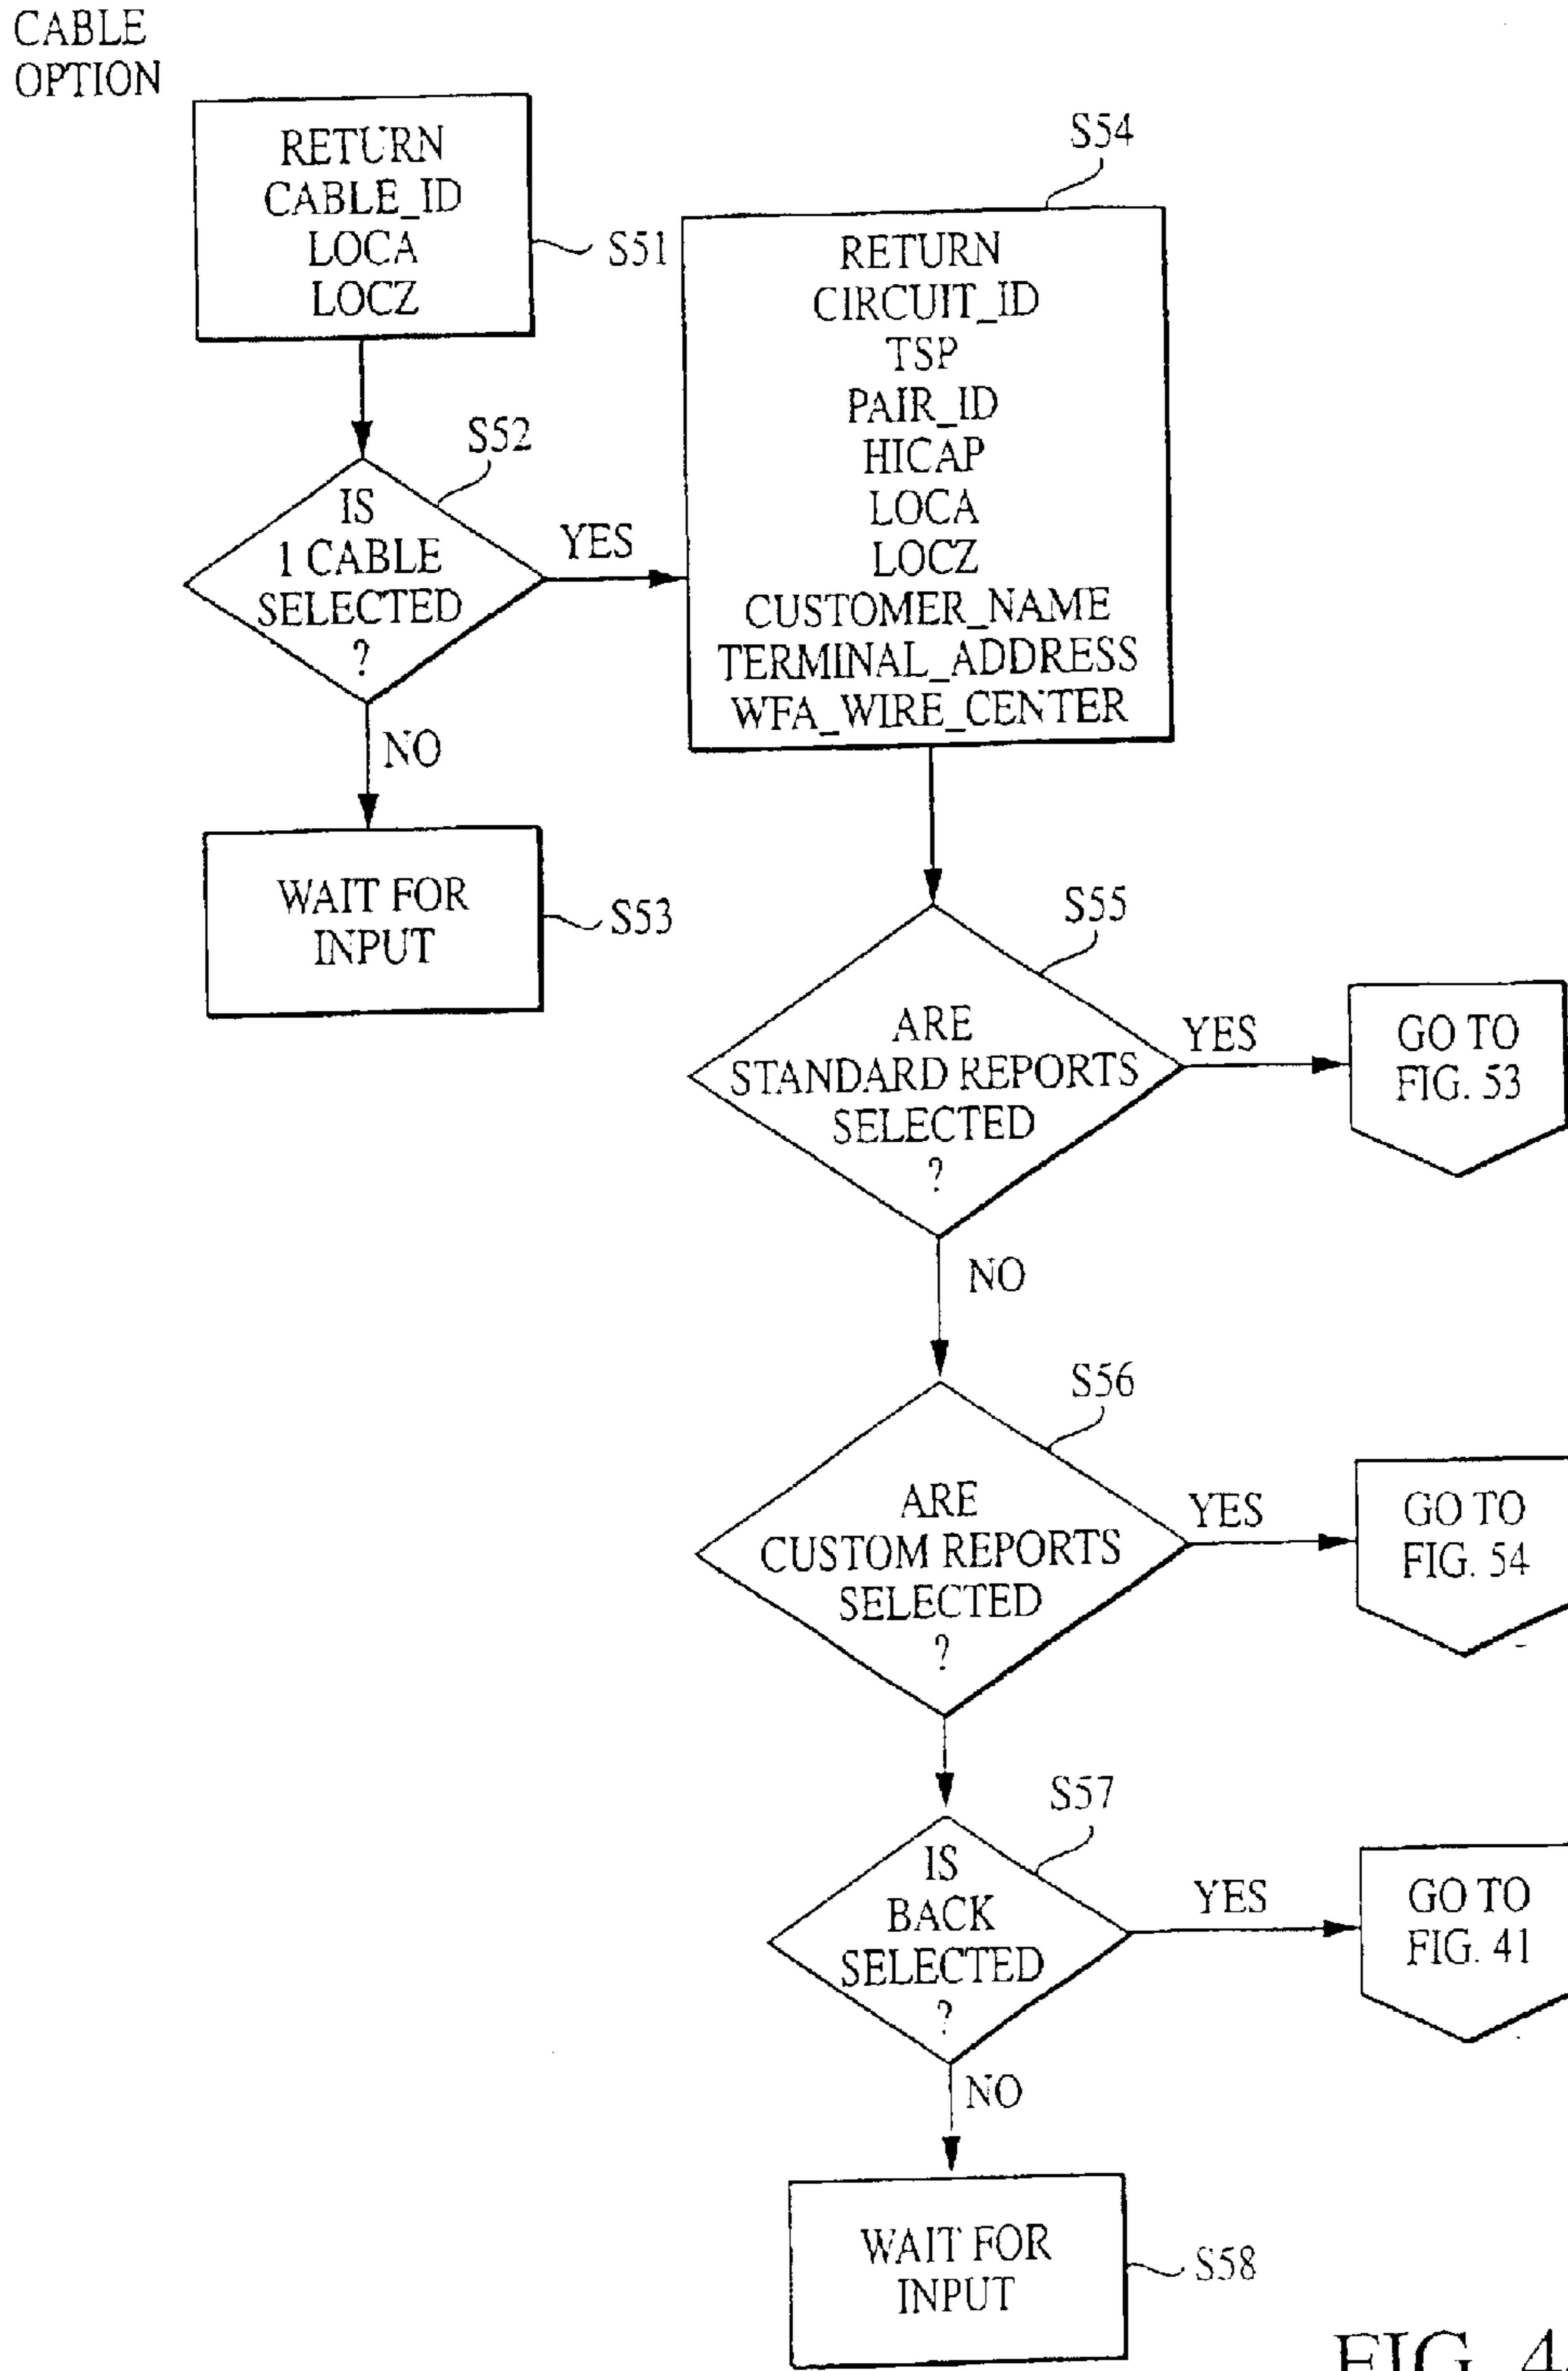 CABLE
OPTION
RETURN
CABLE_ID
LOCA
LOCZ
S51
S52
IS
1 CABLE
SELECTED
?
YES
NO
WAIT FOR
INPUT
S53
S54
RETURN
CIRCUIT_ID
TSP
PAIR_ID
HICAP
LOCA
LOCZ
CUSTOMER_NAME
TERMINAL_ADDRESS
WFA_WIRE_CENTER
S55
ARE
STANDARD REPORTS
SELECTED
?
YES
GO TO
FIG. 53
NO
S56
ARE
CUSTOM REPORTS
SELECTED
?
YES
GO TO
FIG. 54
S57
IS
BACK
SELECTED
?
YES
GO TO
FIG. 41
NO
WAIT FOR
INPUT
S58
FIG. 4